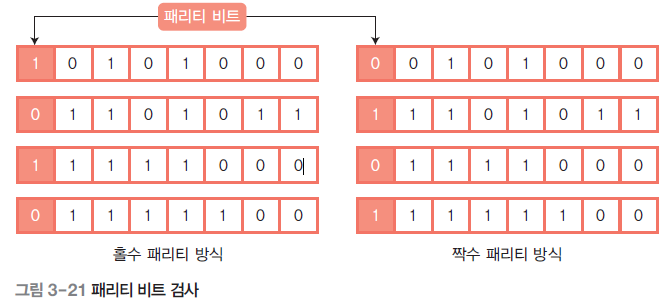 패리티 비트
1 0 1 0 1 0 0 0 0 0 1 0 1 0 0 0
0 1 1 0 1 0 1 1 1 1 1 0 1 0 1 1
1 1 1 1 1 0 0 0 0 1 1 1 1 0 0 0
0 1 1 1 1 1 0 0 1 1 1 1 1 1 0 0
홀수 패리티 방식 짝수 패리티 방식
그림 3-21 패리티 비트 검사